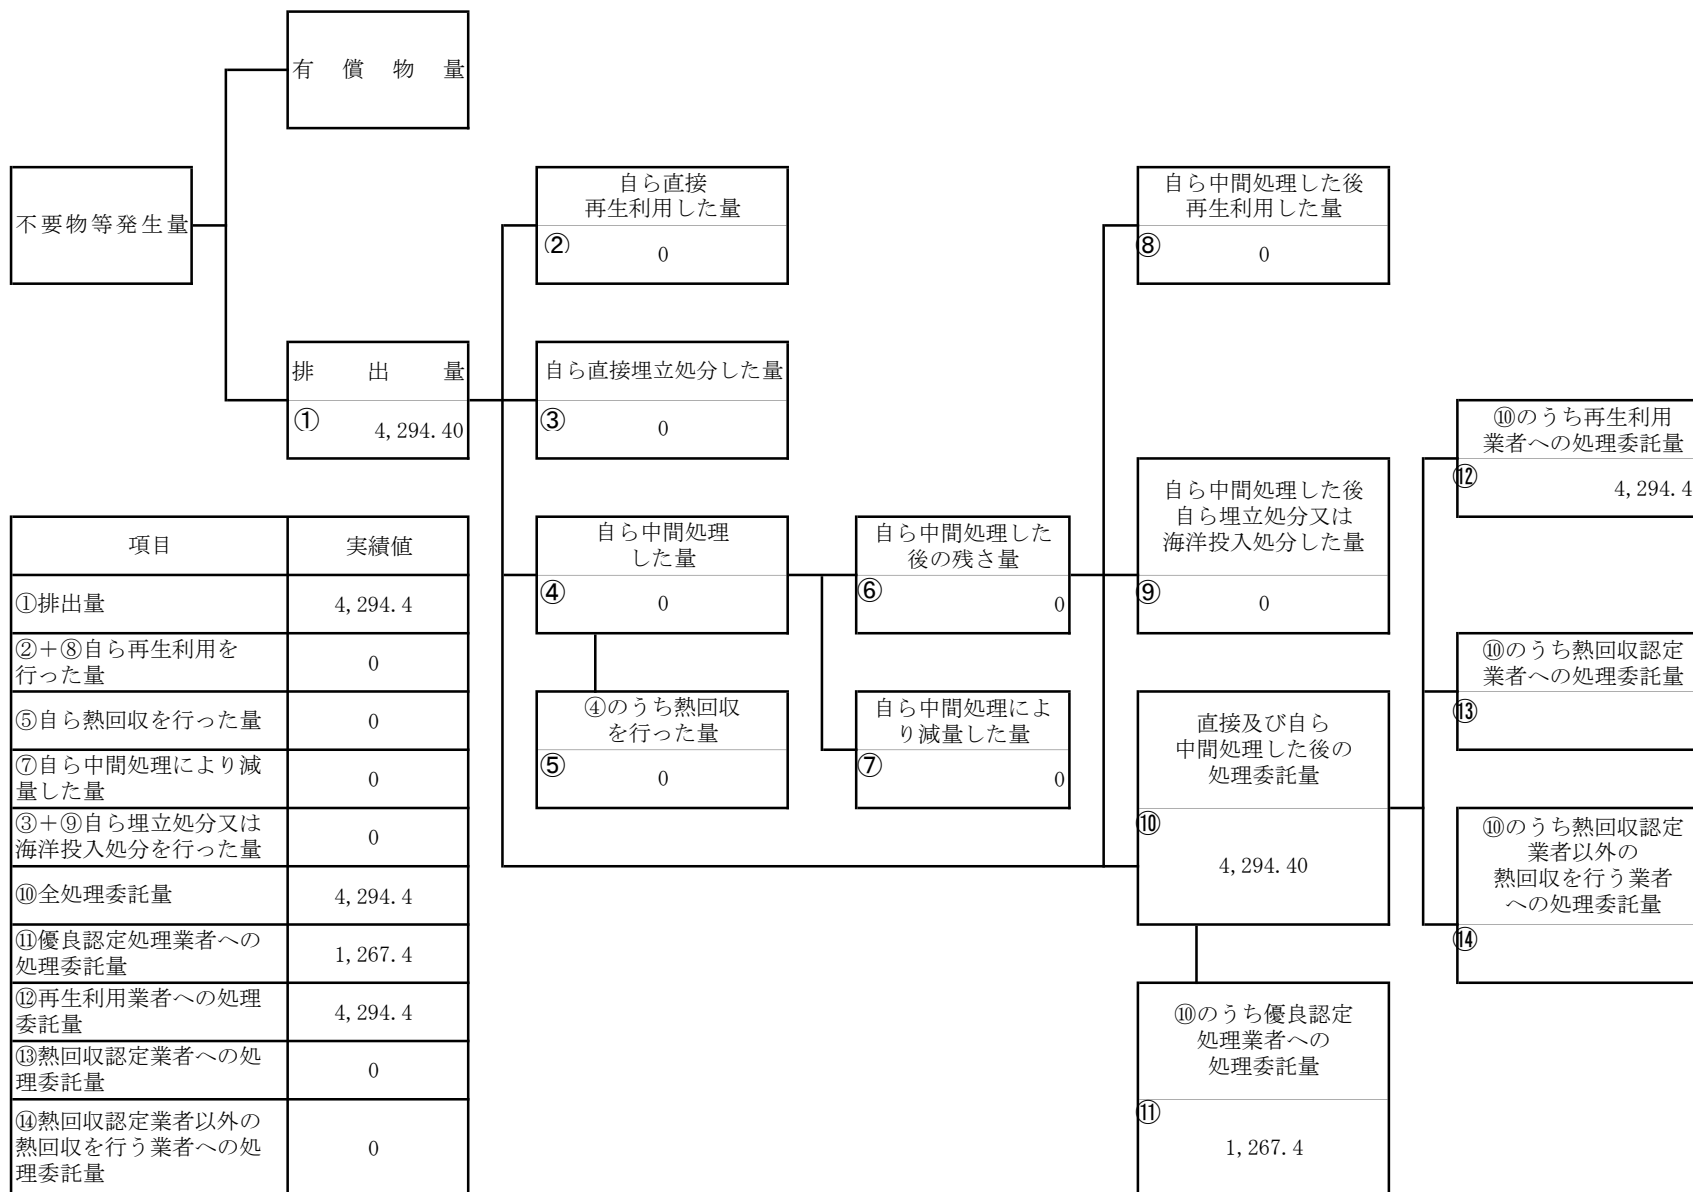 有償物量
不要物等発生量
排出量
①
4,294.40
自ら直接
再生利用した量
②
0
自ら直接埋立処分した量
③
0
自ら中間処理
した量
④
0
④のうち熱回収
を行った量
⑤
0
自ら中間処理した
後の残さ量
⑥
0
自ら中間処理によ
り減量した量
⑦
0
自ら中間処理した後
再生利用した量
⑧
0
自ら中間処理した後
自ら埋立処分又は
海洋投入処分した量
⑨
0
直接及び自ら
中間処理した後の
処理委託量
⑩
4,294.40
⑩のうち優良認定
処理業者への
処理委託量
⑪
1,267.4
⑩のうち再生利用
業者への処理委託量
⑫
4,294.4
⑩のうち熱回収認定
業者への処理委託量
⑬
⑩のうち熱回収認定
業者以外の
熱回収を行う業者
への処理委託量
⑭
項目 実績値
①排出量 4,294.4
②＋⑧自ら再生利用を
行った量 0
⑤自ら熱回収を行った量 0
⑦自ら中間処理により減
量した量 0
③＋⑨自ら埋立処分又は
海洋投入処分を行った量 0
⑩全処理委託量 4,294.4
⑪優良認定処理業者への
処理委託量 1,267.4
⑫再生利用業者への処理
委託量 4,294.4
⑬熱回収認定業者への処
理委託量 0
⑭熱回収認定業者以外の
熱回収を行う業者への処
理委託量 0